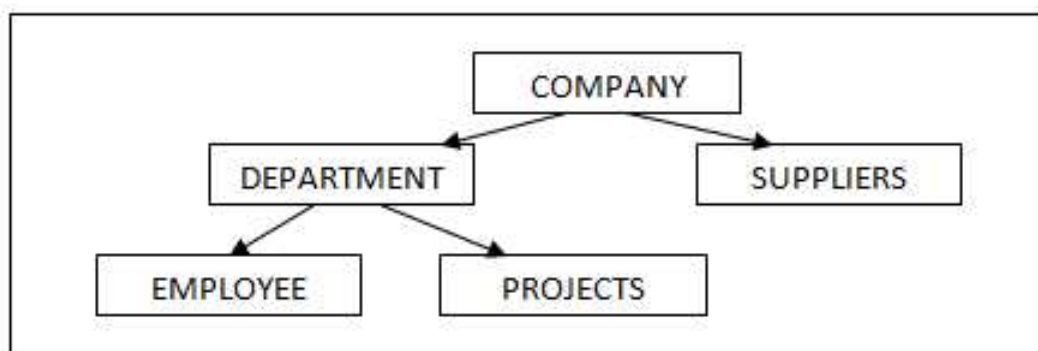 COMPANY
DEPARTMENT
SUPPLIERS
EMPLOYEE
PROJECTS